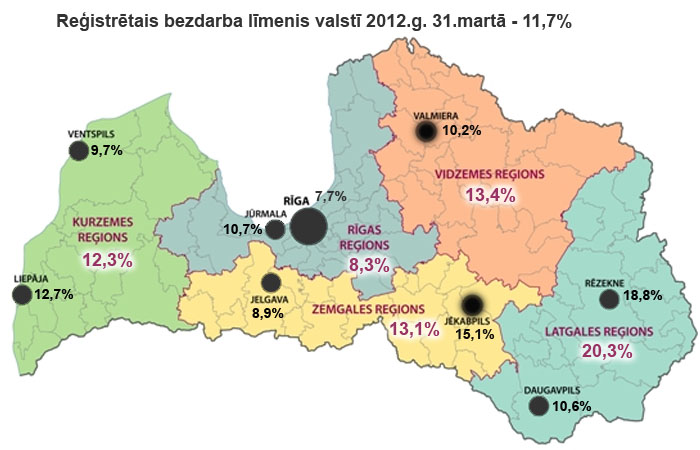 Reģistrētais bezdarba līmenis valstī 2012.g. 31.martā - 11,7%
VALMIERA
10,2%
VENTSPILS
9,7%
VIDZEMES REĢIONS
13,4%
RĪGA
7,7%
JŪRMALA
10,7%
KURZEMES
REĢIONS
12,3%
RĪGAS
REĢIONS
8,3%
LIEPĀJA
12,7%
JELGAVA
8,9%
ZEMGALES REĢIONS
13,1%
JĒKABPILS
15,1%
RĒZEKNE
18,8%
LATGALES REĢIONS
20,3%
DAUGAVPILS
10,6%